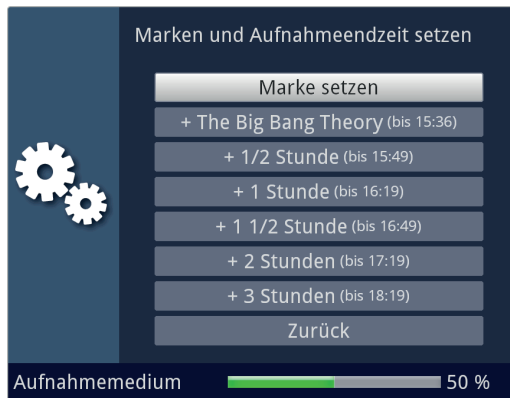 Marken und Aufnahmeendzeit setzen
Marke setzen
+ The Big Bang Theory (bis 15:36)
+ 1/2 Stunde (bis 15:49)
+ 1 Stunde (bis 16:19)
+ 1 1/2 Stunde (bis 16:49)
+ 2 Stunden (bis 17:19)
+ 3 Stunden (bis 18:19)
Zurück
Aufnahmemedium 50 %